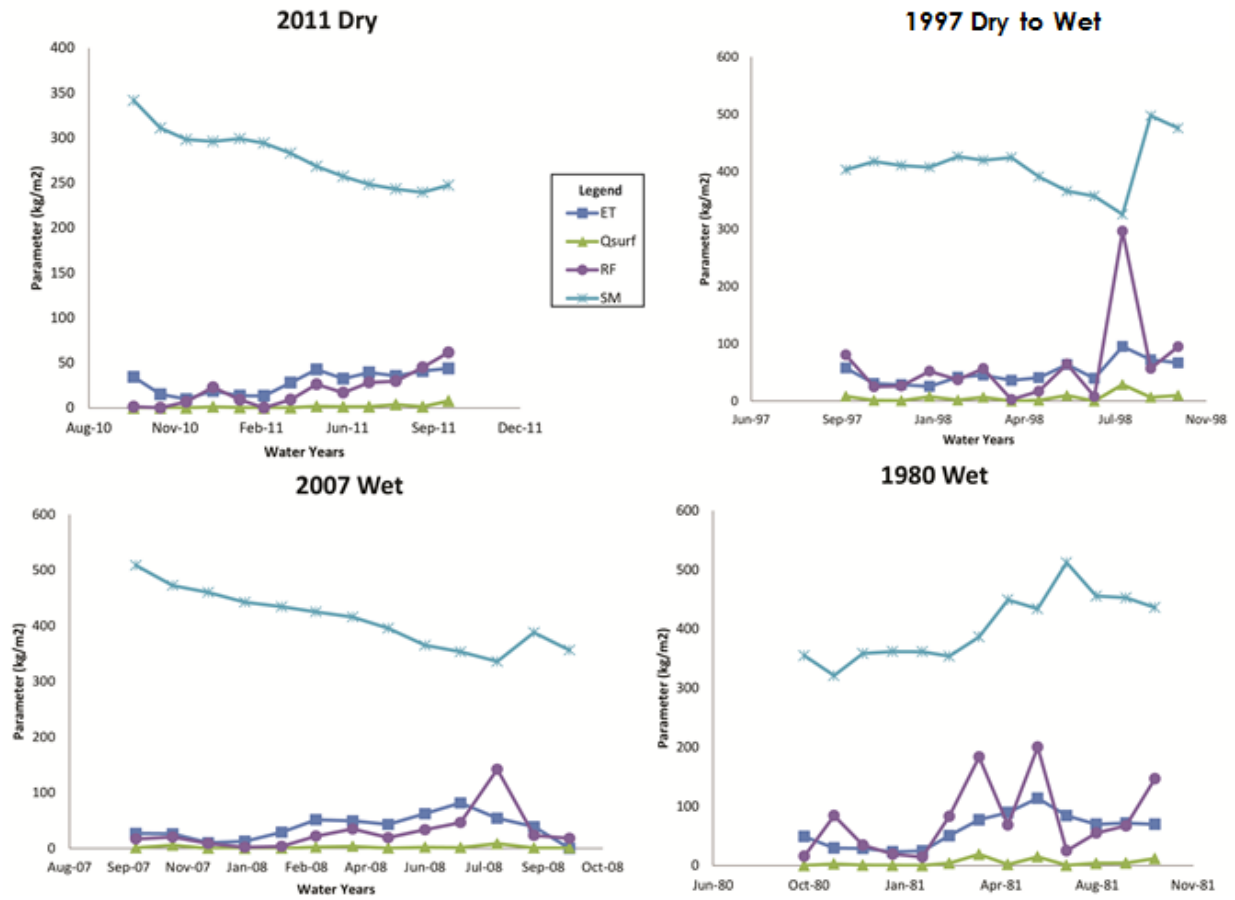 2011 Dry
400
350
300
250
200
150
100
50
0
Parameter (kg/m2)
Aug-10 Nov-10 Feb-11 Jun-11 Sep-11 Dec-11
Water Years
Legend
ET
Qsurf
RF
SM
1997 Dry to Wet
600
500
400
300
200
100
0
Parameter (kg/m2)
Jun-97 Sep-97 Jan-98 Apr-98 Jul-98 Nov-98
Water Years
2007 Wet
600
500
400
300
200
100
0
Parameter (kg/m2)
Aug-07 Sep-07 Nov-07 Jan-08 Feb-08 Apr-08 Jun-08 Jul-08 Sep-08 Oct-08
Water Years
1980 Wet
600
500
400
300
200
100
0
Parameter (kg/m2)
Jun-80 Oct-80 Jan-81 Apr-81 Aug-81 Nov-81